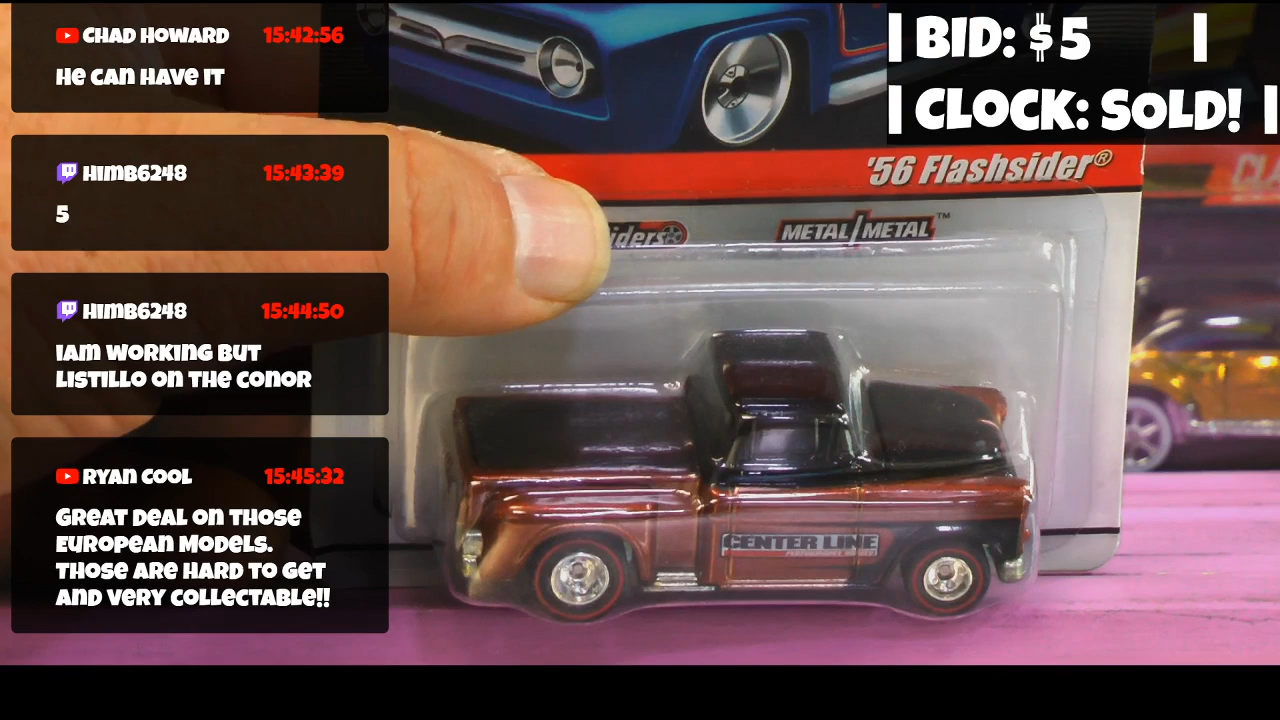 CHAD HOWARD 15:42:56
HE CAN HAVE IT
HIMB6248 15:43:39
5
HIMB6248 15:44:50
IAM WORKING BUT
LISTILLO ON THE CONOR
RYAN COOL 15:45:32
GREAT DEAL ON THOSE
EUROPEAN MODELS.
THOSE ARE HARD TO GET
AND VERY COLLECTABLE!!
| BID: $5 |
| CLOCK: SOLD! |
'56 Flashsider®
METAL/METAL™
CENTER LINE